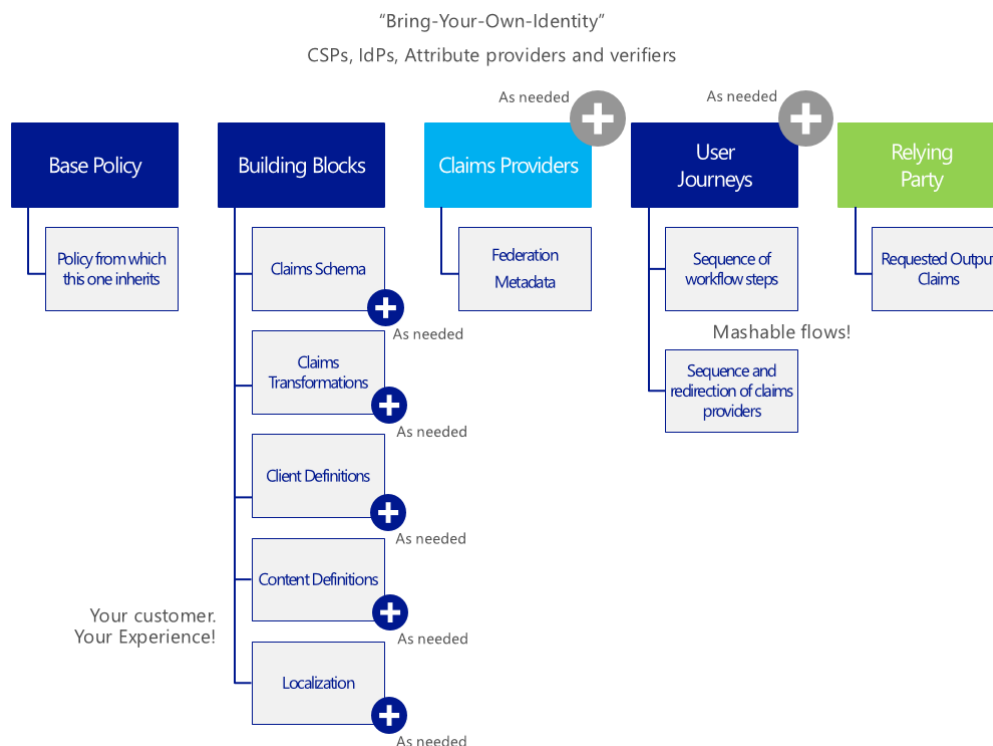 “Bring-Your-Own-Identity”
CSPs, IdPs, Attribute providers and verifiers
As needed
As needed
Base Policy
Building Blocks
Claims Providers
User
Journeys
Relying
Party
Policy from which
this one inherits
Claims Schema
As needed
Claims
Transformations
As needed
Client Definitions
As needed
Content Definitions
As needed
Localization
As needed
Your customer.
Your Experience!
Federation
Metadata
Sequence of
workflow steps
Mashable flows!
Sequence and
redirection of claims
providers
Requested Output
Claims